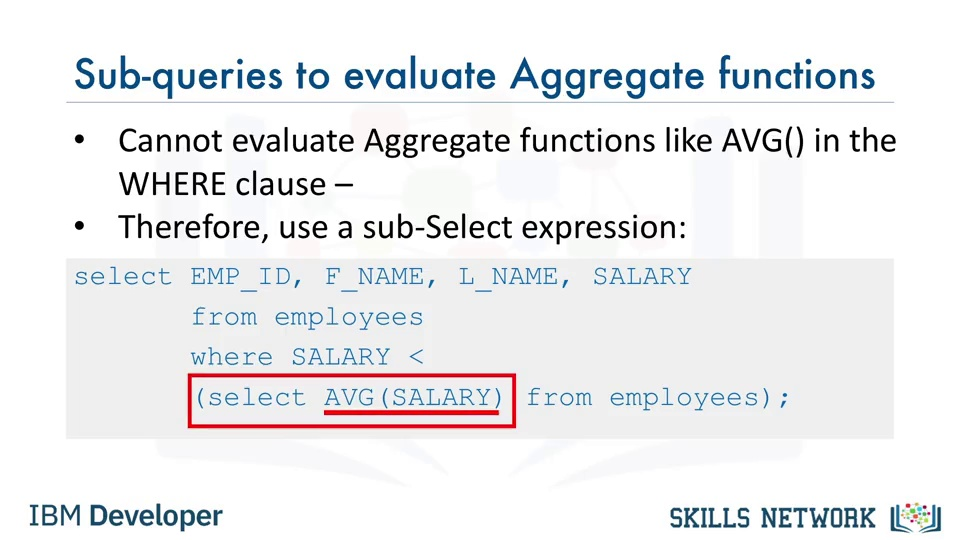 Sub-queries to evaluate Aggregate functions
• Cannot evaluate Aggregate functions like AVG() in the
WHERE clause –
• Therefore, use a sub-Select expression:
select EMP_ID, F_NAME, L_NAME, SALARY
from employees
where SALARY <
(select AVG(SALARY) from employees);
IBM Developer
SKILLS NETWORK